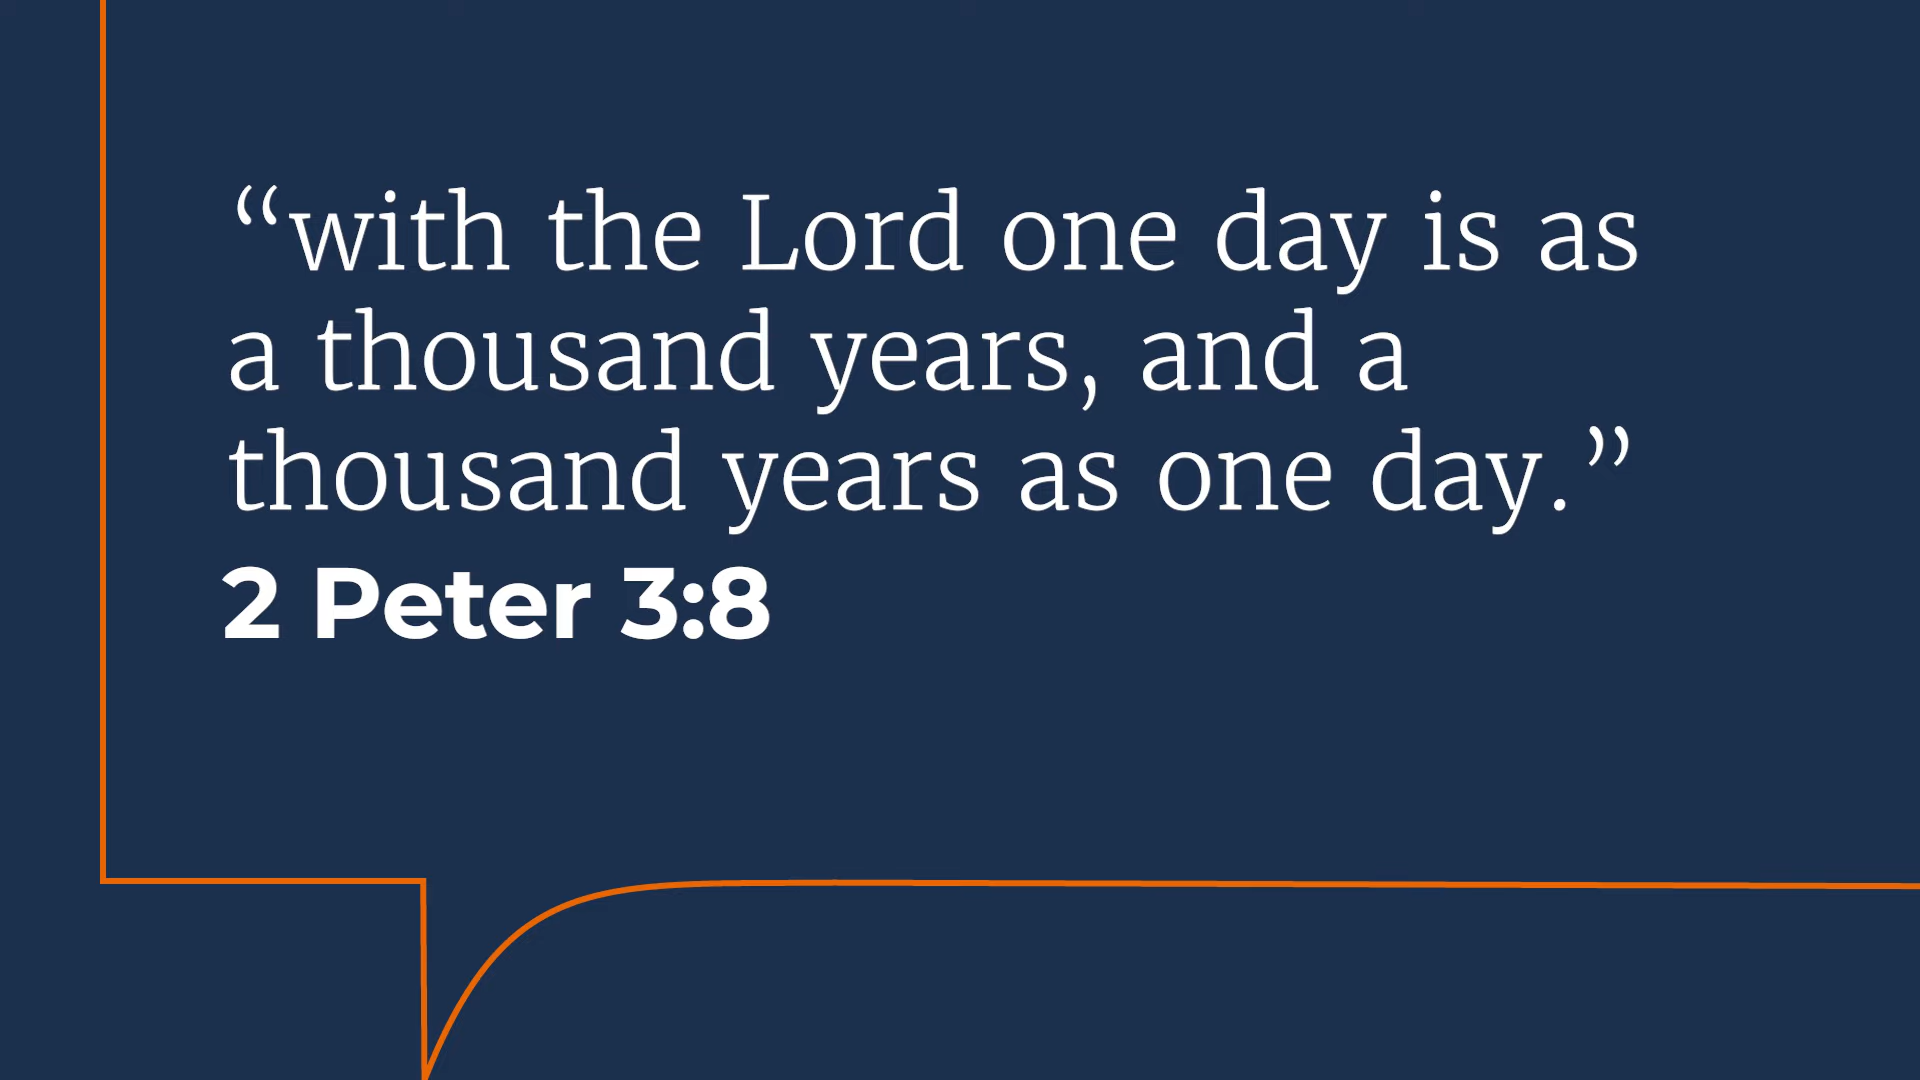 “with the Lord one day is as
a thousand years, and a
thousand years as one day.”
2 Peter 3:8